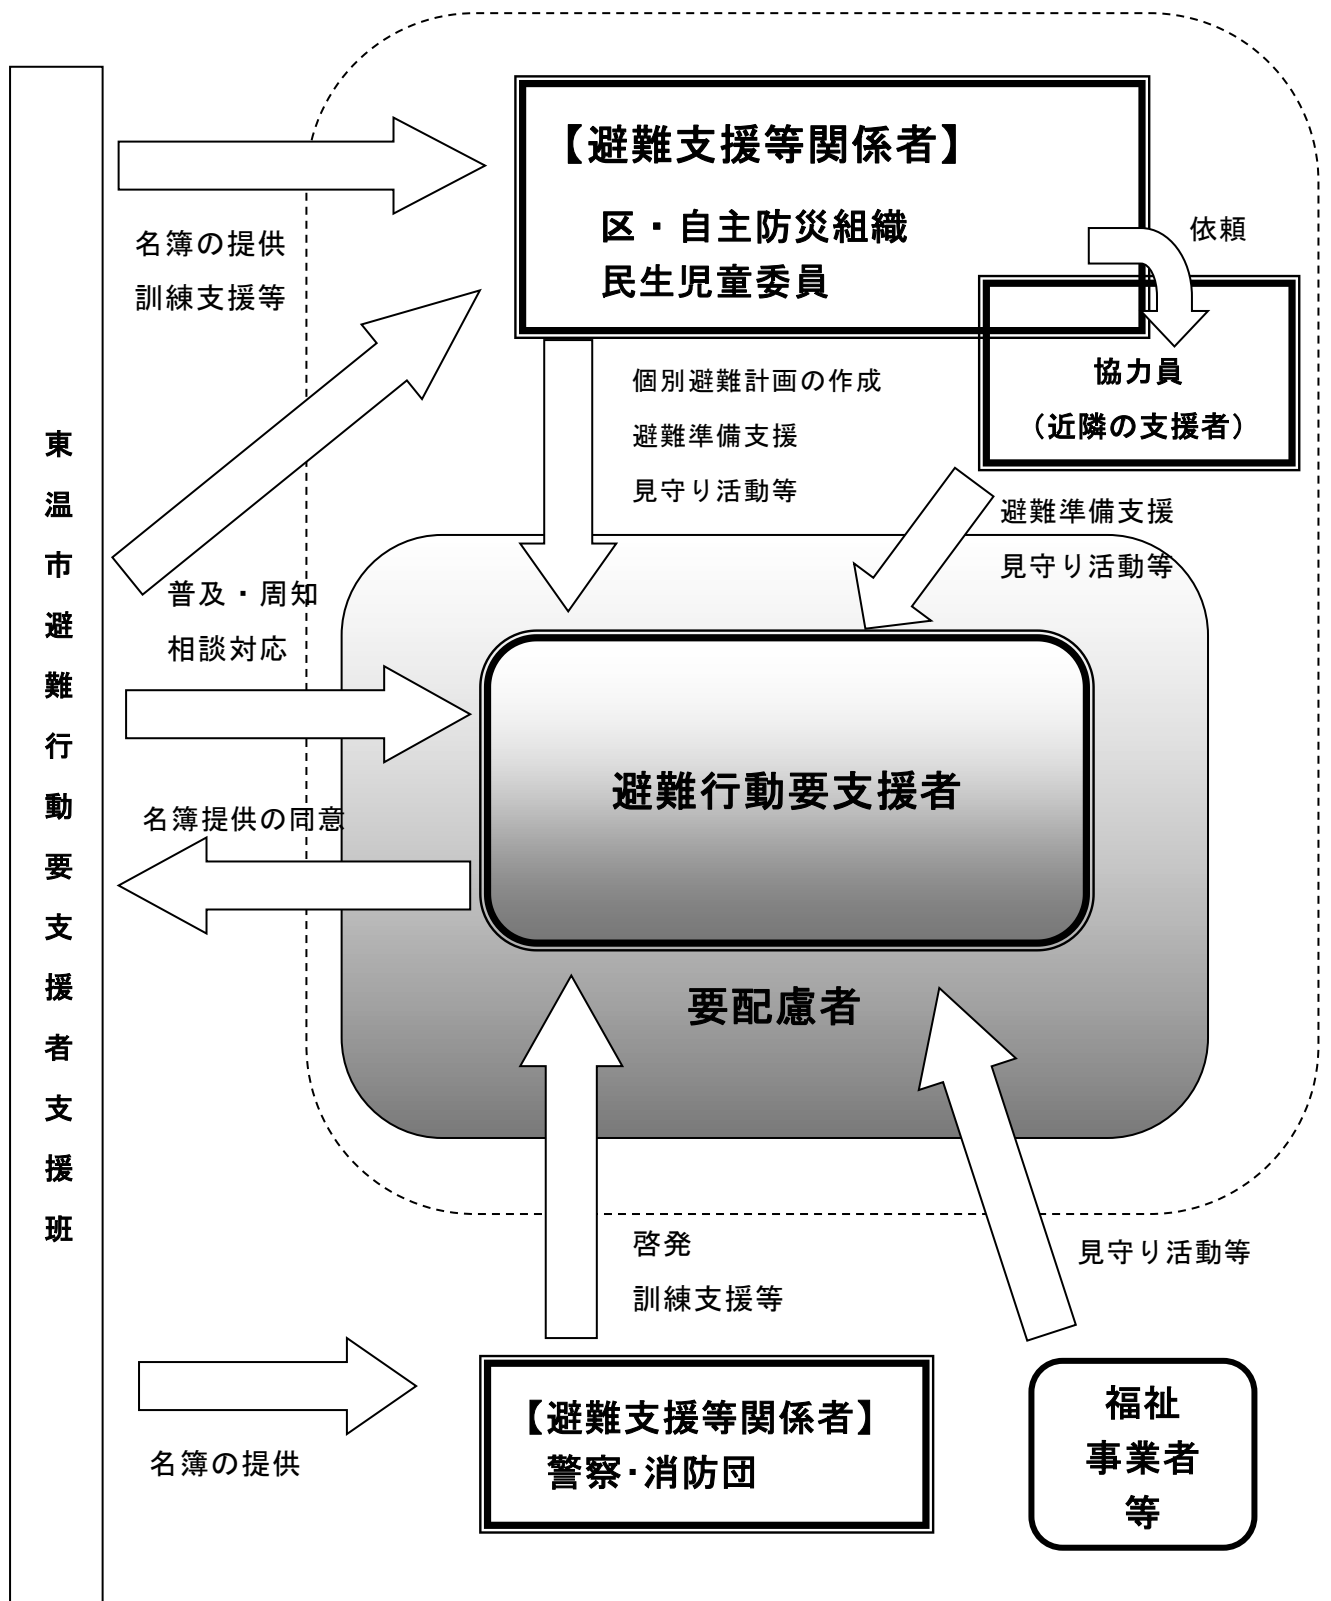 東温市避難行動要支援者支援班
【避難支援等関係者】
区・自主防災組織
民生児童委員
依頼
名簿の提供
訓練支援等
協力員
（近隣の支援者）
個別避難計画の作成
避難準備支援
見守り活動等
避難準備支援
見守り活動等
普及・周知
相談対応
避難行動要支援者
名簿提供の同意
要配慮者
啓発
訓練支援等
見守り活動等
名簿の提供
【避難支援等関係者】
警察・消防団
福祉
事業者
等